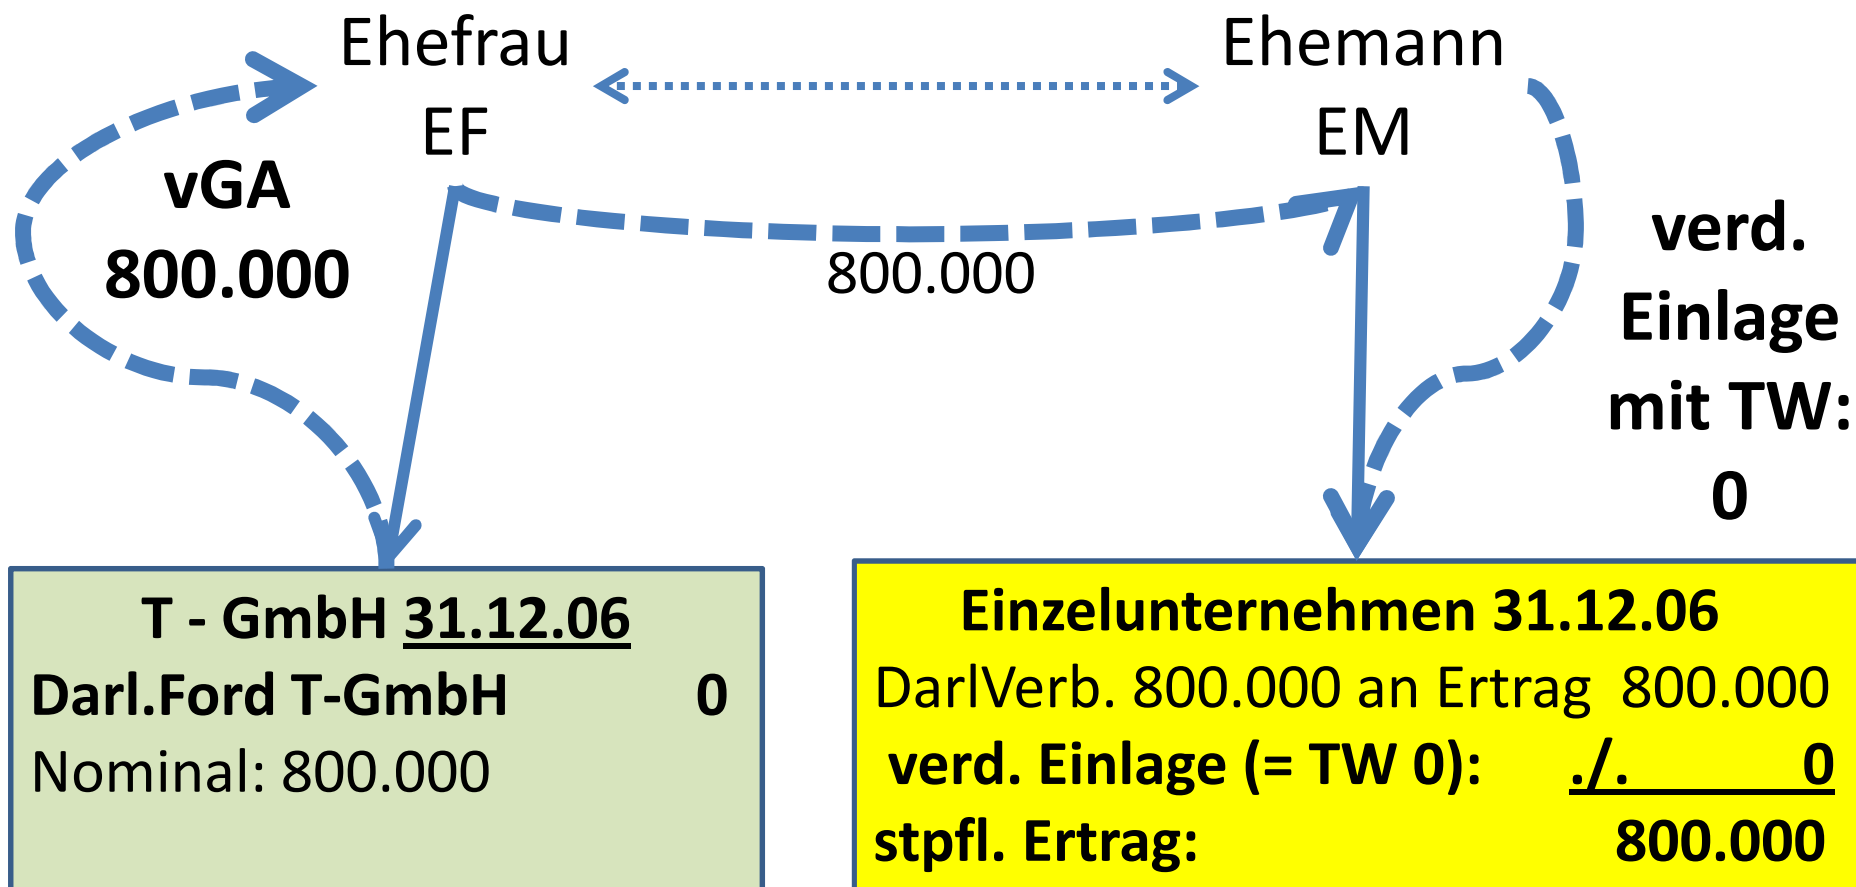 Ehefrau
EF
Ehemann
EM
vGA
800.000
800.000
verd.
Einlage
mit TW:
0
T - GmbH 31.12.06
Darl.Ford T-GmbH 0
Nominal: 800.000
Einzelunternehmen 31.12.06
DarlVerb. 800.000 an Ertrag 800.000
verd. Einlage (= TW 0): ./. 0
stpfl. Ertrag: 800.000